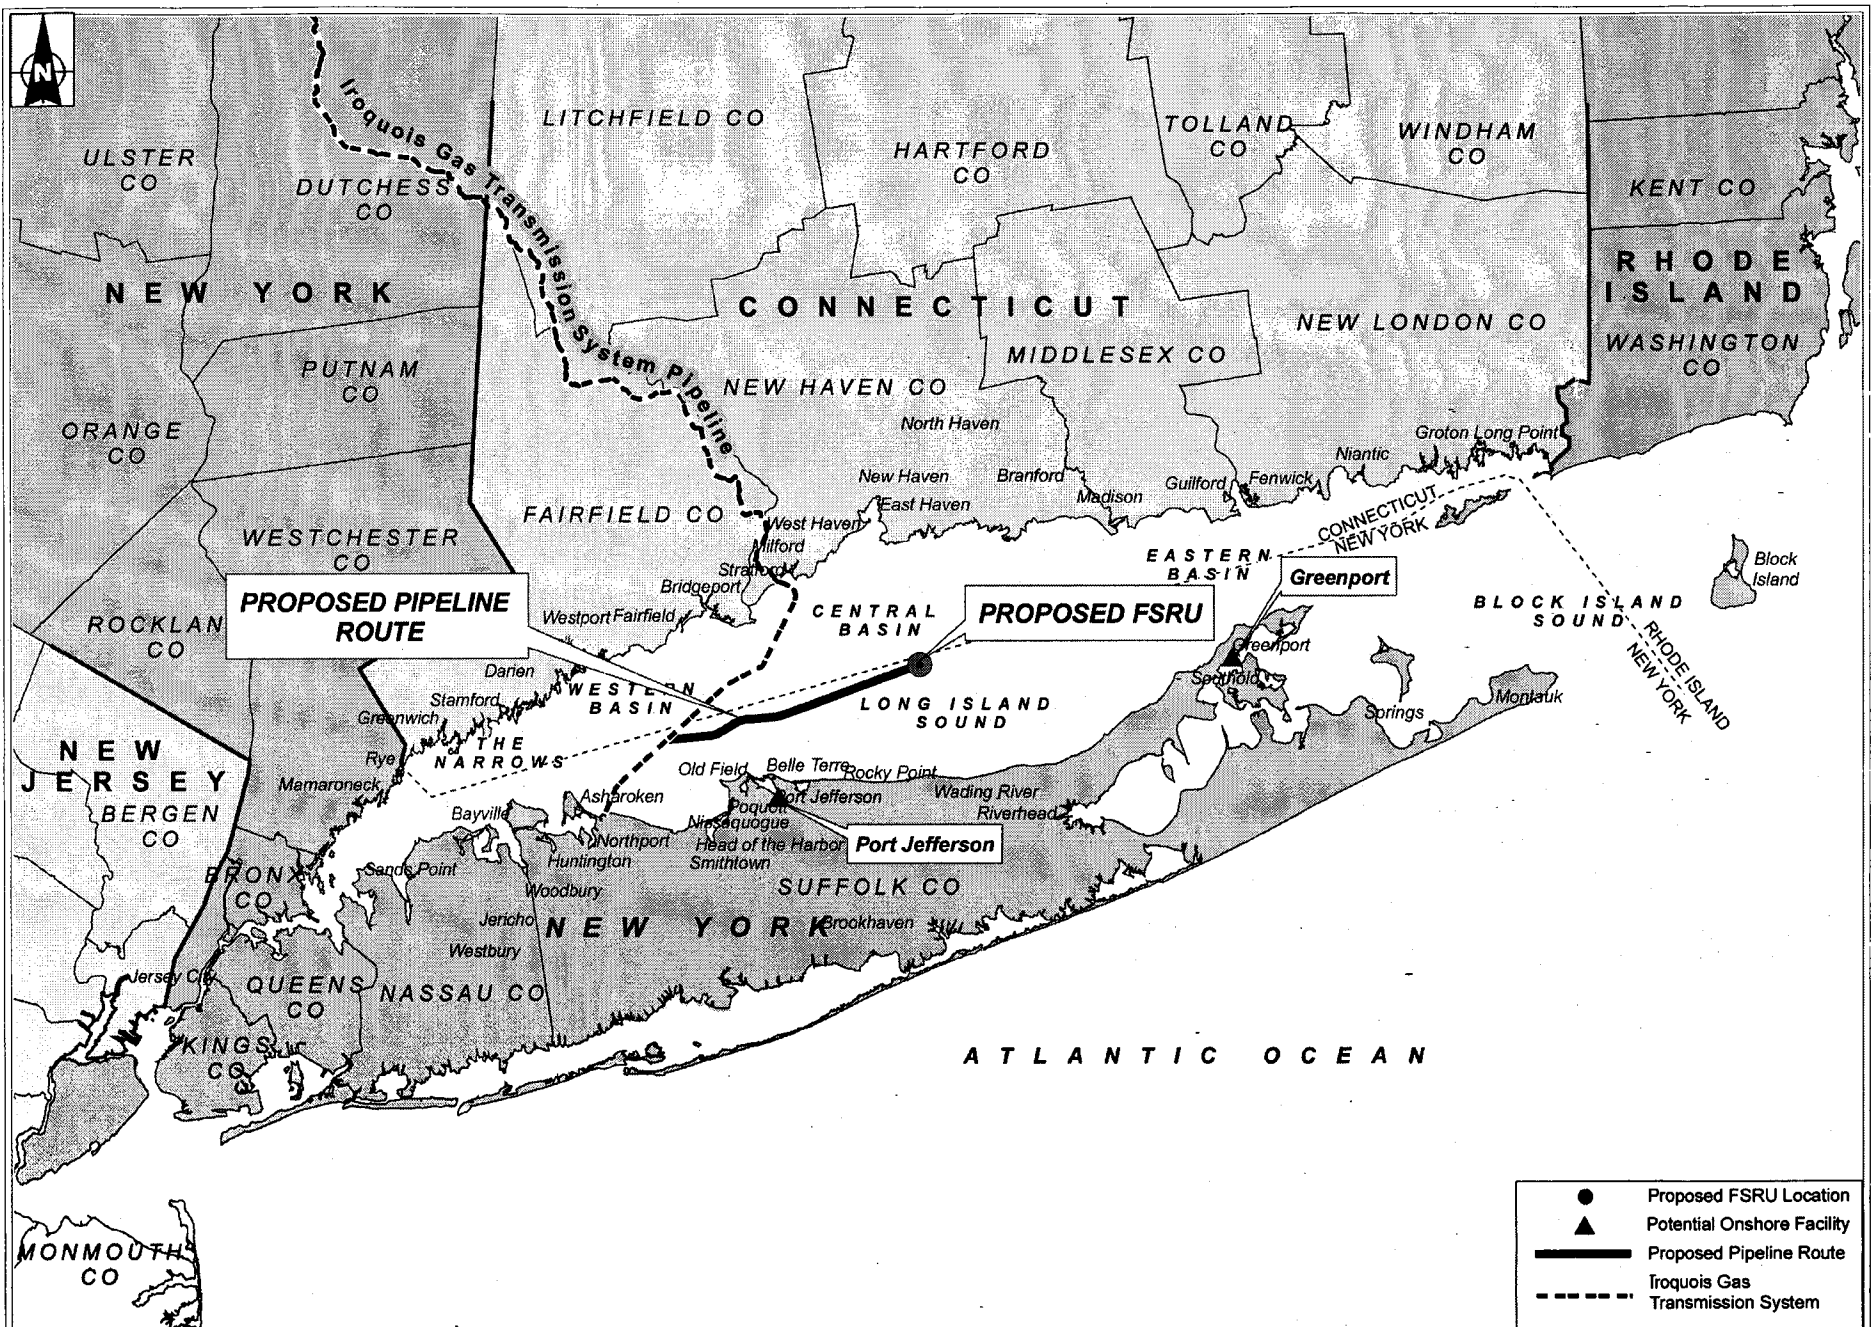 N
Iroquois Gas Transmission System Pipeline
LITCHFIELD CO
HARTFORD
CO
TOLLAND
CO
WINDHAM
CO
ULSTER
CO
DUTCHESS
CO
KENT CO
NEW YORK
CONNECTICUT
RHODE
ISLAND
NEW LONDON CO
WASHINGTON
CO
PUTNAM
CO
MIDDLESEX CO
NEW HAVEN CO
ORANGE
CO
North Haven
Groton Long Point
Niantic
New Haven
Branford
Guilford
Fenwick
Madison
East Haven
FAIRFIELD CO
West Haven
CONNECTICUT
NEW YORK
WESTCHESTER
CO
Milford
Stratford
Bridgeport
EASTERN
BASIN
Greenport
Block
Island
PROPOSED PIPELINE
ROUTE
Westport
Fairfield
CENTRAL
BASIN
PROPOSED FSRU
BLOCK ISLAND
SOUND
ROCKLAN
CO
Greenport
Southold
RHODE ISLAND
NEW YORK
Darien
Stamford
Greenwich
WESTERN
BASIN
LONG ISLAND
SOUND
Springs
Montauk
NEW
JERSEY
THE
NARROWS
Rye
Mamaroneck
Old Field
Belle Terre
Rocky Point
BERGEN
CO
Bayville
Asharoken
Poquott
Port Jefferson
Wading River
Riverhead
Nissaquogue
Northport
Head of the Harbor
Port Jefferson
Huntington
Smithtown
BRONX
CO
Sands Point
Woodbury
SUFFOLK CO
Jericho
NEW YORK
Brookhaven
Westbury
Jersey City
QUEENS
CO
NASSAU CO
KINGS
CO
ATLANTIC OCEAN
MONMOUTH
CO
Proposed FSRU Location
Potential Onshore Facility
Proposed Pipeline Route
Iroquois Gas
Transmission System